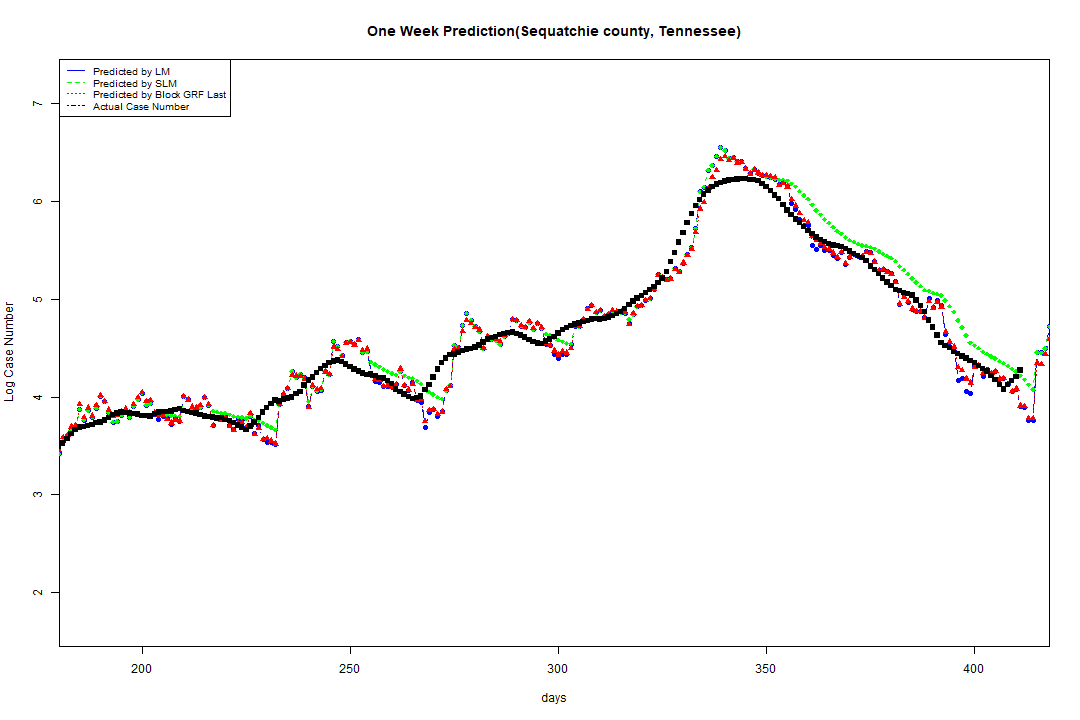 One Week Prediction(Sequatchie county, Tennessee)
Predicted by LM
Predicted by SLM
Predicted by Block GRF Last
Actual Case Number
7
6
5
4
3
2
Log Case Number
200
250
300
350
400
days